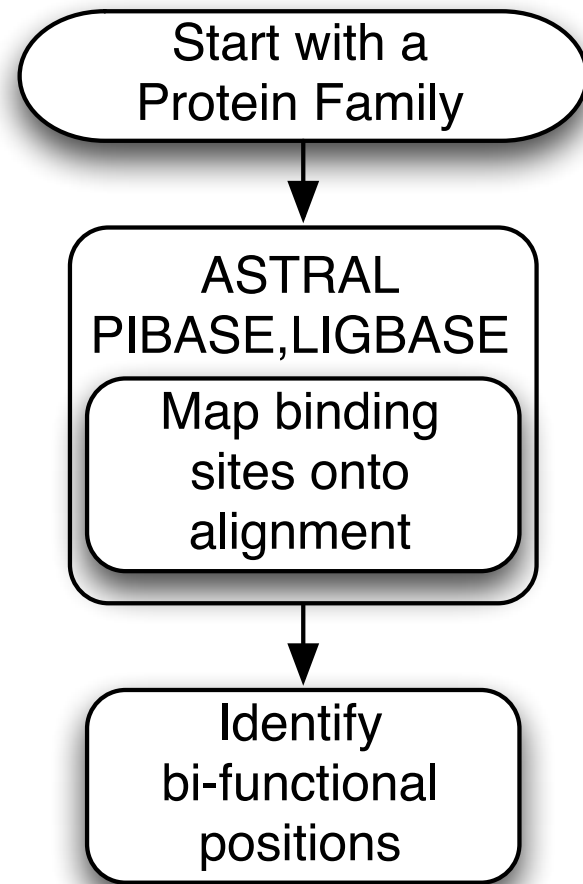 Start with a
Protein Family
ASTRAL
PIBASE,LIGBASE
Map binding
sites onto
alignment
Identify
bi-functional
positions